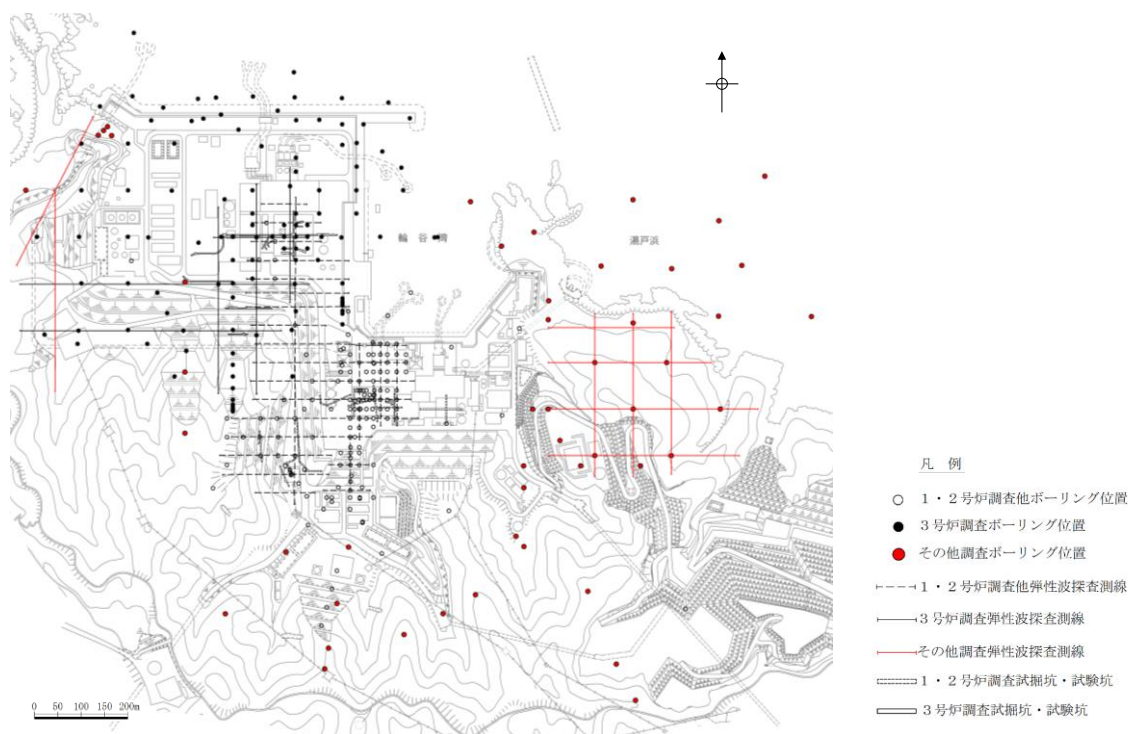 輪谷湾
瀬戸浜
凡 例
1・2号炉調査他ボーリング位置
3号炉調査ボーリング位置
その他調査ボーリング位置
1・2号炉調査他弾性波探査測線
3号炉調査弾性波探査測線
その他調査弾性波探査測線
1・2号炉調査試掘坑・試験坑
3号炉調査試掘坑・試験坑
0 50 100 150 200m